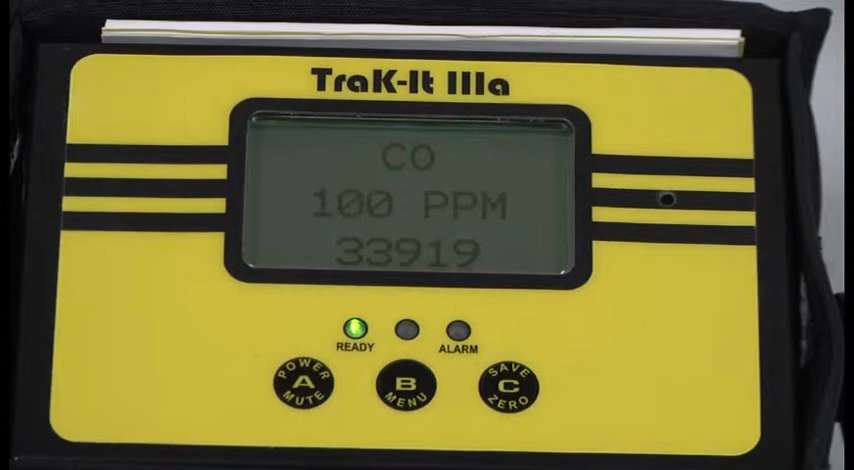 TraK-It IIIa
CO
100 PPM
33919
READY
ALARM
POWER
A
MUTE
B
MENU
SAVE
C
ZERO